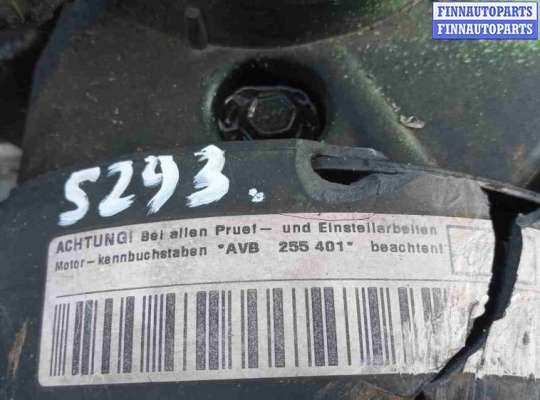 FINNAUTOPARTS
FINNAUTOPARTS
5293.
ACHTUNG! Bei allen Pruef- und Einstellarbeiten
Motor-kennbuchstaben "AVB 255 401" beachten!